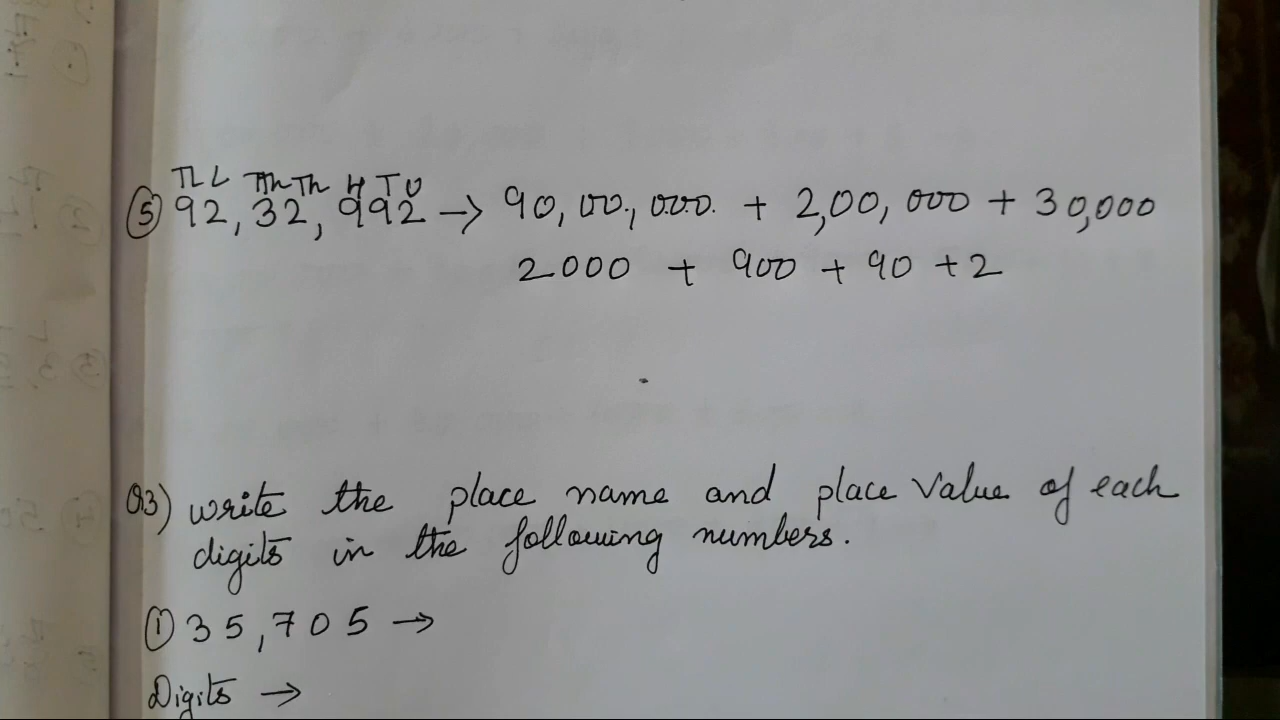 TL L TTh Th H T U
⑤ 92,32,992 → 90,00,000 + 2,00,000 + 30,000
2000 + 900 + 90 + 2
Q3) write the place name and place value of each
digits in the following numbers.
① 35,705 →
Digits →